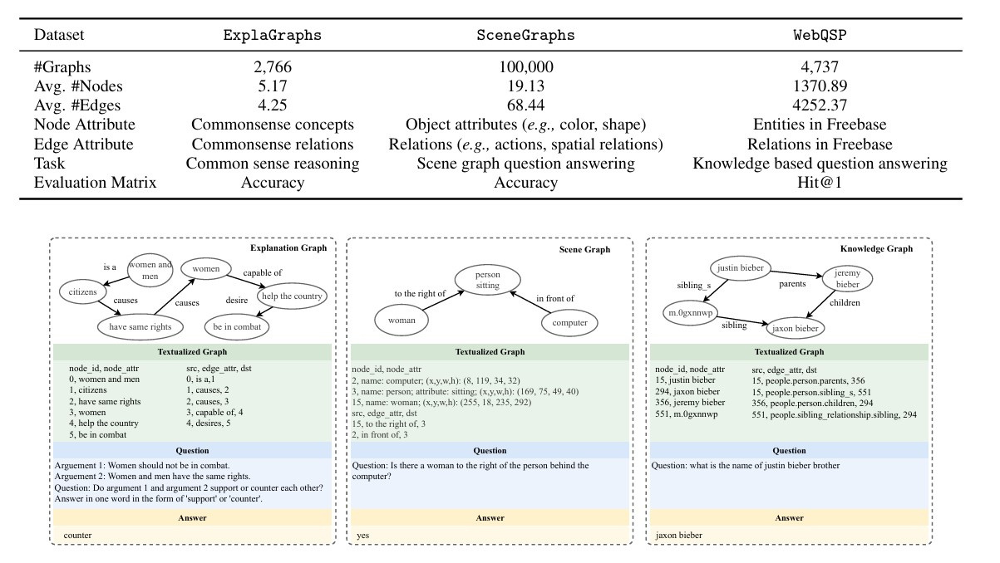 Dataset ExplaGraphs SceneGraphs WebQSP
#Graphs 2,766 100,000 4,737
Avg. #Nodes 5.17 19.13 1370.89
Avg. #Edges 4.25 68.44 4252.37
Node Attribute Commonsense concepts Object attributes (e.g., color, shape) Entities in Freebase
Edge Attribute Commonsense relations Relations (e.g., actions, spatial relations) Relations in Freebase
Task Common sense reasoning Scene graph question answering Knowledge based question answering
Evaluation Matrix Accuracy Accuracy Hit@1
Explanation Graph
women and
men
is a
women
capable of
citizens
causes
causes
desire
help the country
have same rights
be in combat
Textualized Graph
node_id, node_attr src, edge_attr, dst
0, women and men 0, is a,1
1, citizens 1, causes, 2
2, have same rights 2, causes, 3
3, women 3, capable of, 4
4, help the country 4, desires, 5
5, be in combat
Question
Arguement 1: Women should not be in combat.
Arguement 2: Women and men have the same rights.
Question: Do argument 1 and argument 2 support or counter each other?
Answer in one word in the form of 'support' or 'counter'.
Answer
counter
Scene Graph
person
sitting
to the right of
in front of
woman
computer
Textualized Graph
node_id, node_attr
2, name: computer; (x,y,w,h): (8, 119, 34, 32)
3, name: person; attribute: sitting; (x,y,w,h): (169, 75, 49, 40)
15, name: woman; (x,y,w,h): (255, 18, 235, 292)
src, edge_attr, dst
15, to the right of, 3
2, in front of, 3
Question
Question: Is there a woman to the right of the person behind the
computer?
Answer
yes
Knowledge Graph
justin bieber
jeremy
bieber
sibling_s
parents
children
m.0gxnnwp
sibling
jaxon bieber
Textualized Graph
node_id, node_attr src, edge_attr, dst
15, justin bieber 15, people.person.parents, 356
294, jaxon bieber 15, people.person.sibling_s, 551
356, jeremy bieber 356, people.person.children, 294
551, m.0gxnnwp 551, people.sibling_relationship.sibling, 294
Question
Question: what is the name of justin bieber brother
Answer
jaxon bieber